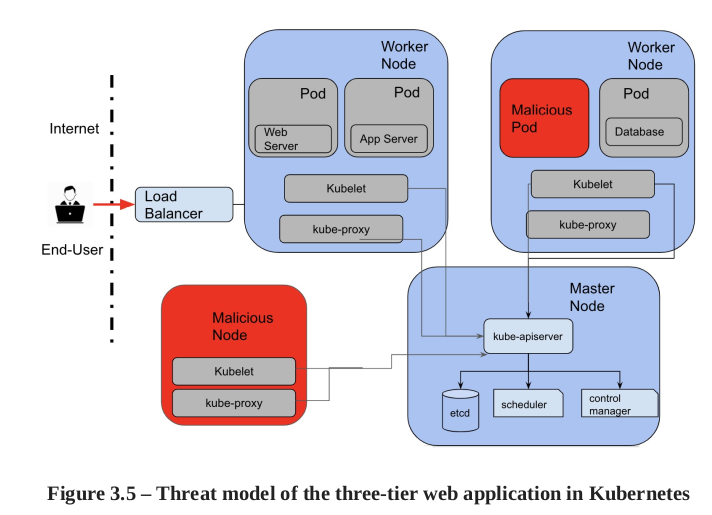 Internet
End-User
Load
Balancer
Worker
Node
Pod
Web
Server
Pod
App Server
Kubelet
kube-proxy
Worker
Node
Malicious
Pod
Pod
Database
Kubelet
kube-proxy
Malicious
Node
Kubelet
kube-proxy
Master
Node
kube-apiserver
etcd
scheduler
control
manager
Figure 3.5 – Threat model of the three-tier web application in Kubernetes